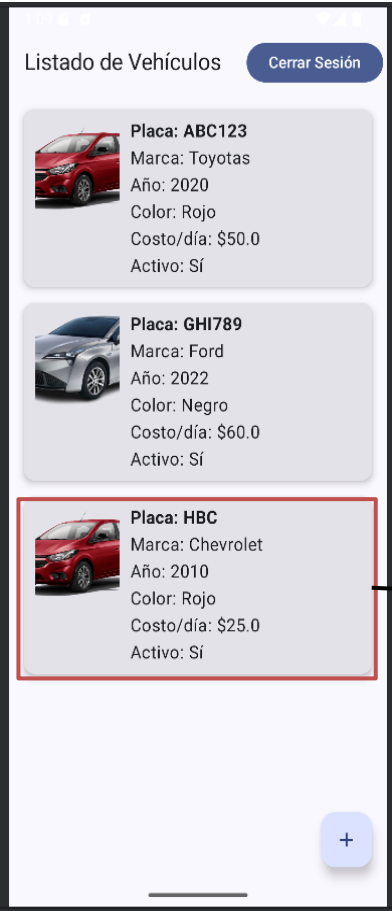 Listado de Vehículos
Cerrar Sesión
Placa: ABC123
Marca: Toyotas
Año: 2020
Color: Rojo
Costo/día: $50.0
Activo: Sí
Placa: GHI789
Marca: Ford
Año: 2022
Color: Negro
Costo/día: $60.0
Activo: Sí
Placa: HBC
Marca: Chevrolet
Año: 2010
Color: Rojo
Costo/día: $25.0
Activo: Sí
+